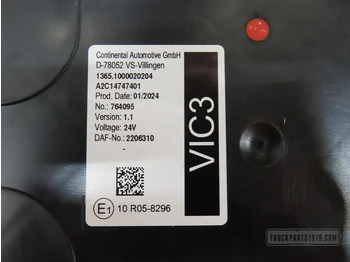 Continental Automotive GmbH
D-78052 VS-Villingen
1365.1000020204
A2C14747401
Prod. Date: 01/2024
No.: 764095
Version: 1.1
Voltage: 24V
DAF-No.: 2206310
VIC3
E1 10 R05-8296
TRUCKPARTS1919.COM